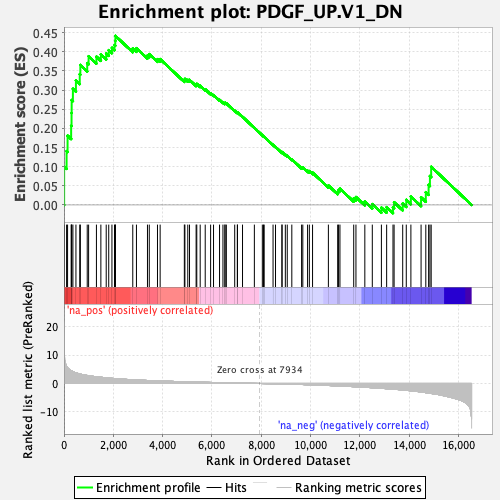 Enrichment plot: PDGF_UP.V1_DN
Enrichment score (ES)
0.45
0.40
0.35
0.30
0.25
0.20
0.15
0.10
0.05
0.00
'na_pos' (positively correlated)
Ranked list metric (PreRanked)
20
10
0
-10
Zero cross at 7934
'na_neg' (negatively correlated)
0
2,000
4,000
6,000
8,000
10,000
12,000
14,000
16,000
Rank in Ordered Dataset
Enrichment profile
Hits
Ranking metric scores